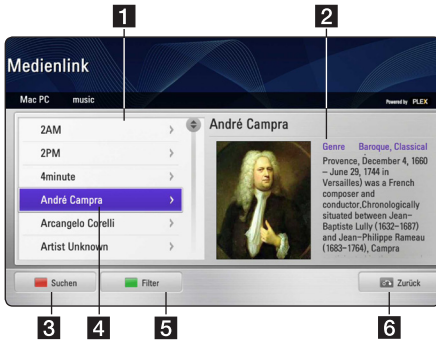 1
2
Medienlink
Mac PC music
Powered by PLEX
2AM
2PM
4minute
André Campra
Arcangelo Corelli
Artist Unknown
André Campra
Genre Baroque, Classical
Provence, December 4, 1660
– June 29, 1744 in
Versailles) was a French
composer and
conductor,Chronologically
situated between Jean–
Baptiste Lully (1632–1687)
and Jean–Philippe Rameau
(1683–1764), Campra
Suchen
Filter
Zurück
3
4
5
6